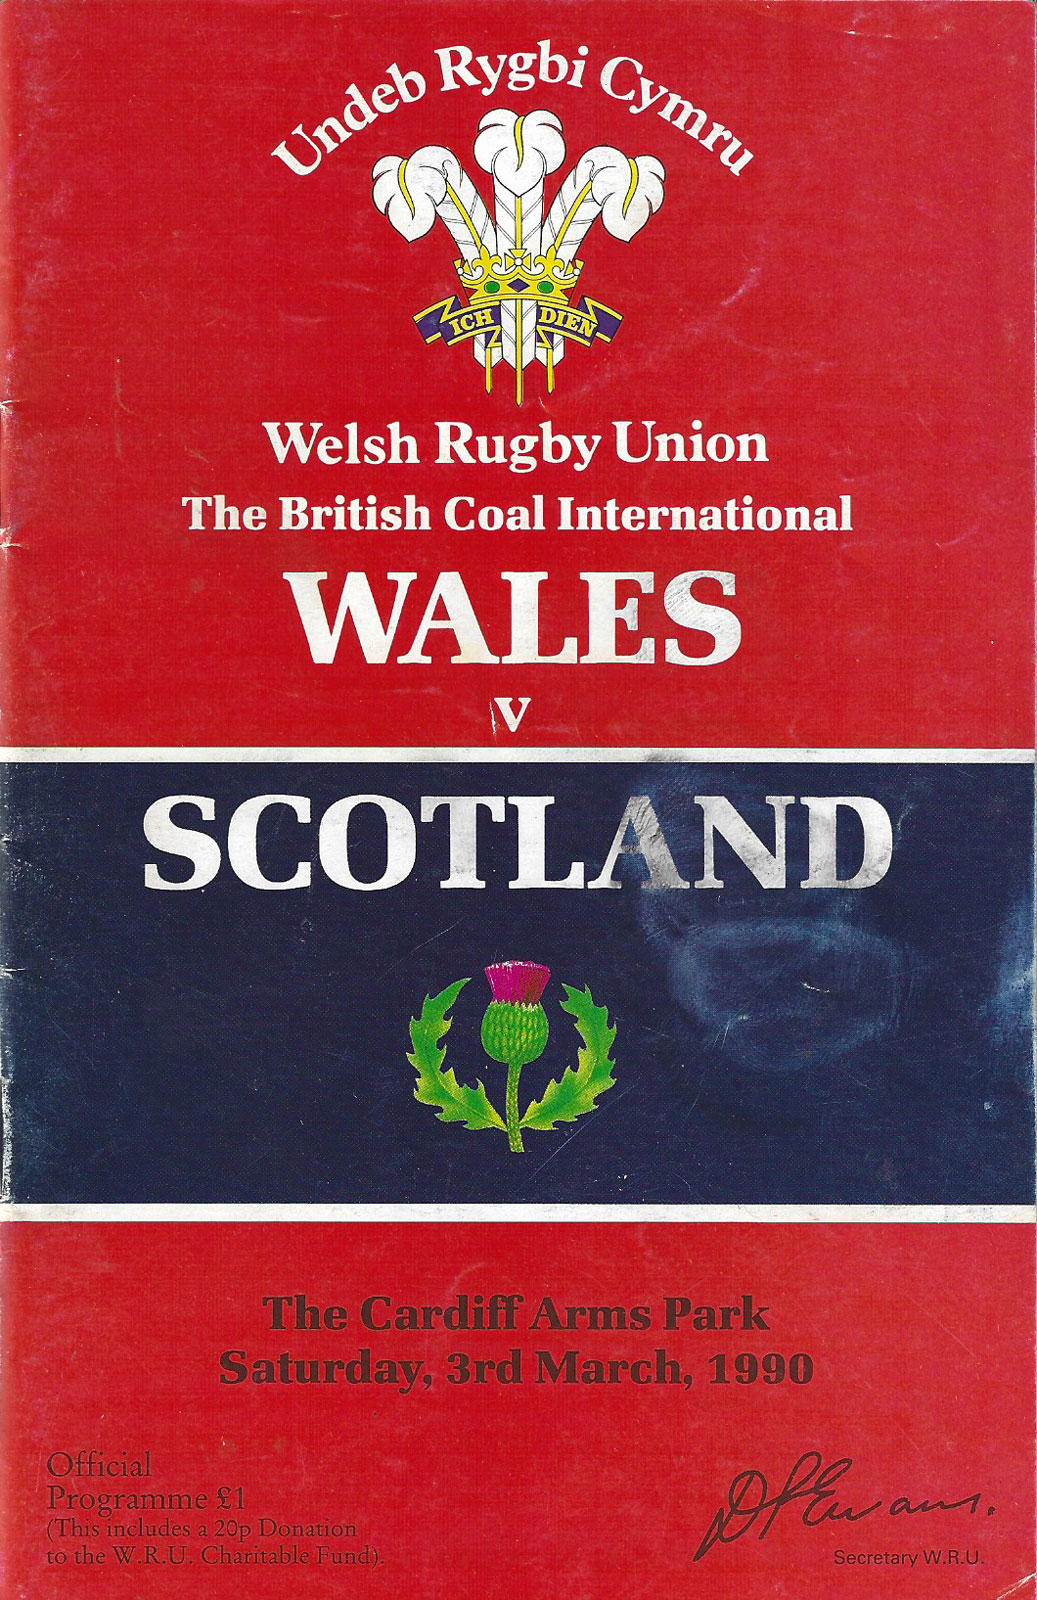 Undeb Rygbi Cymru
ICH DIEN
Welsh Rugby Union
The British Coal International
WALES
v
SCOTLAND
The Cardiff Arms Park
Saturday, 3rd March, 1990
Official
Programme £1
(This includes a 20p Donation
to the W.R.U. Charitable Fund).
D P Evans.
Secretary W.R.U.